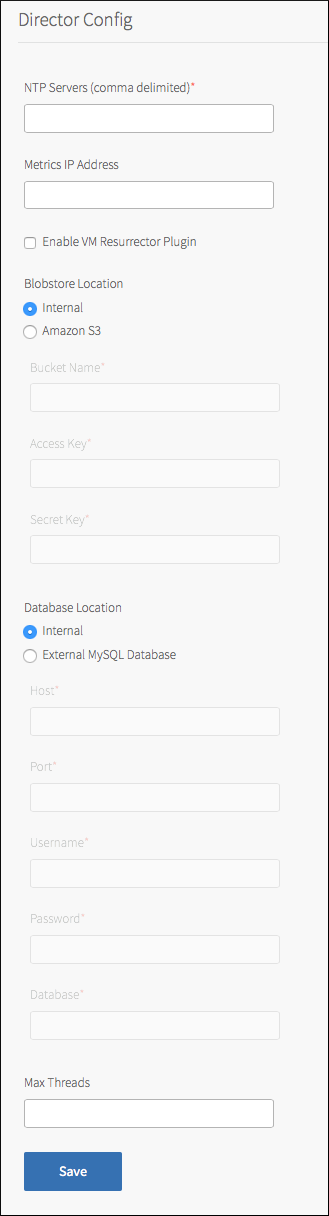 Director Config
NTP Servers (comma delimited)*
Metrics IP Address
Enable VM Resurrector Plugin
Blobstore Location
Internal
Amazon S3
Bucket Name*
Access Key*
Secret Key*
Database Location
Internal
External MySQL Database
Host*
Port*
Username*
Password*
Database*
Max Threads
Save